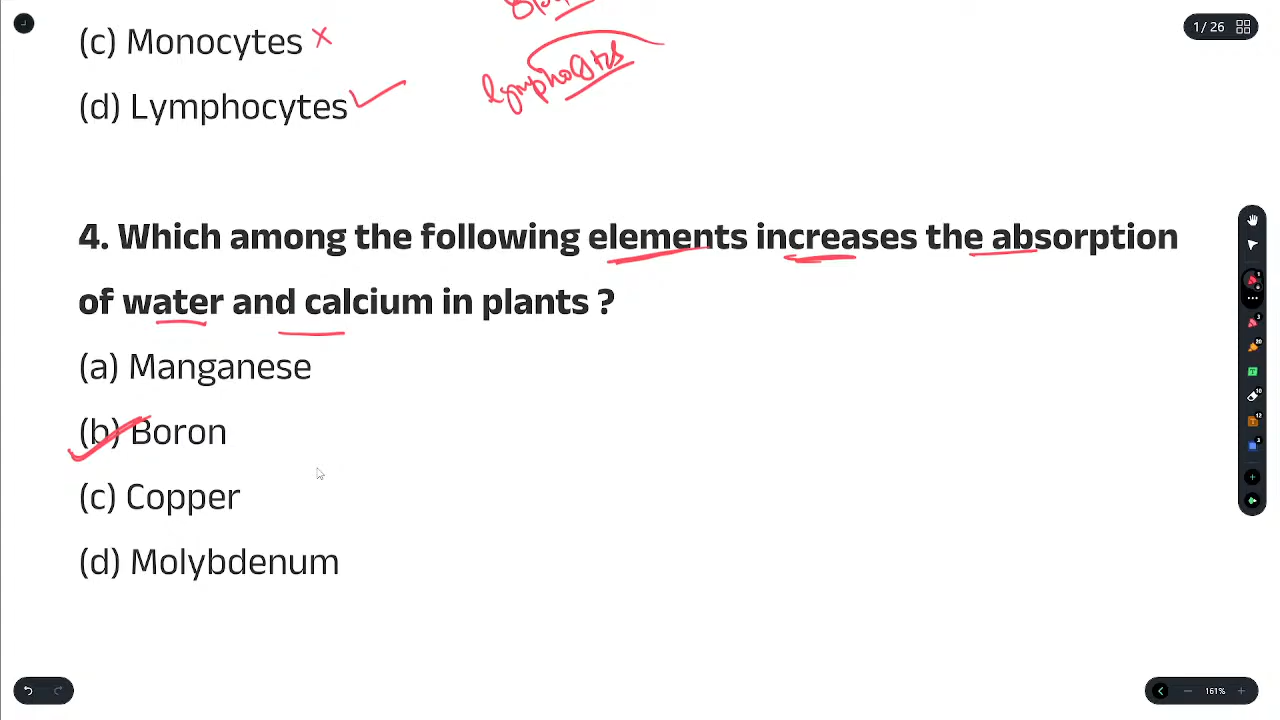 1 / 26
(c) Monocytes ×
(d) Lymphocytes
4. Which among the following elements increases the absorption
of water and calcium in plants ?
(a) Manganese
(b) Boron
(c) Copper
(d) Molybdenum
161%